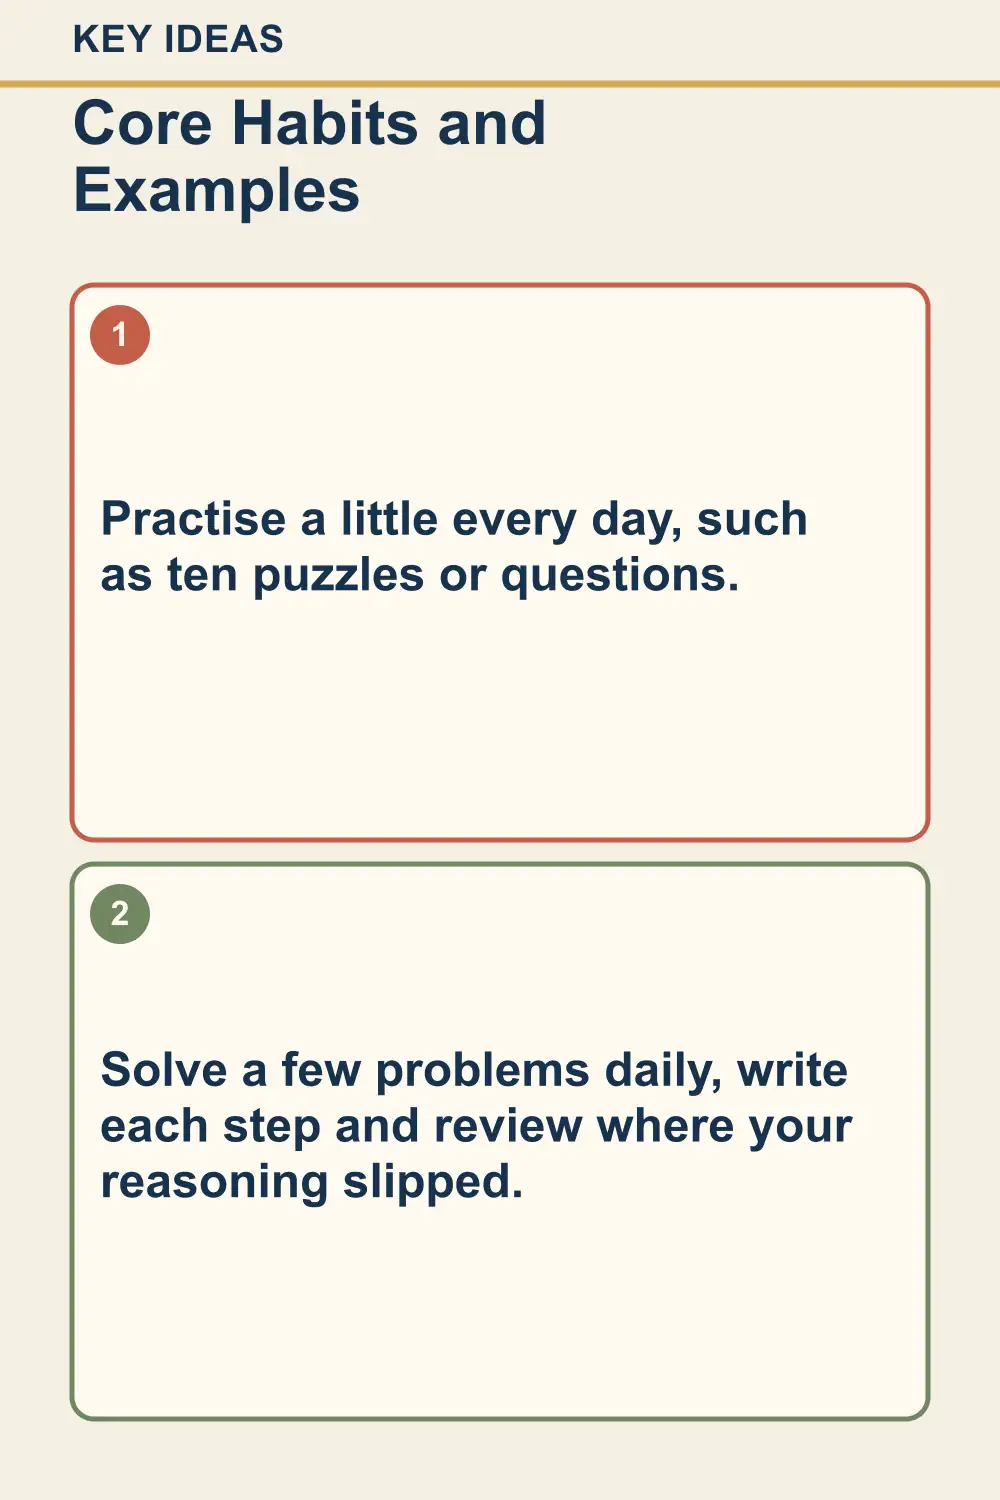 KEY IDEAS
Core Habits and
Examples
1
Practise a little every day, such
as ten puzzles or questions.
2
Solve a few problems daily, write
each step and review where your
reasoning slipped.